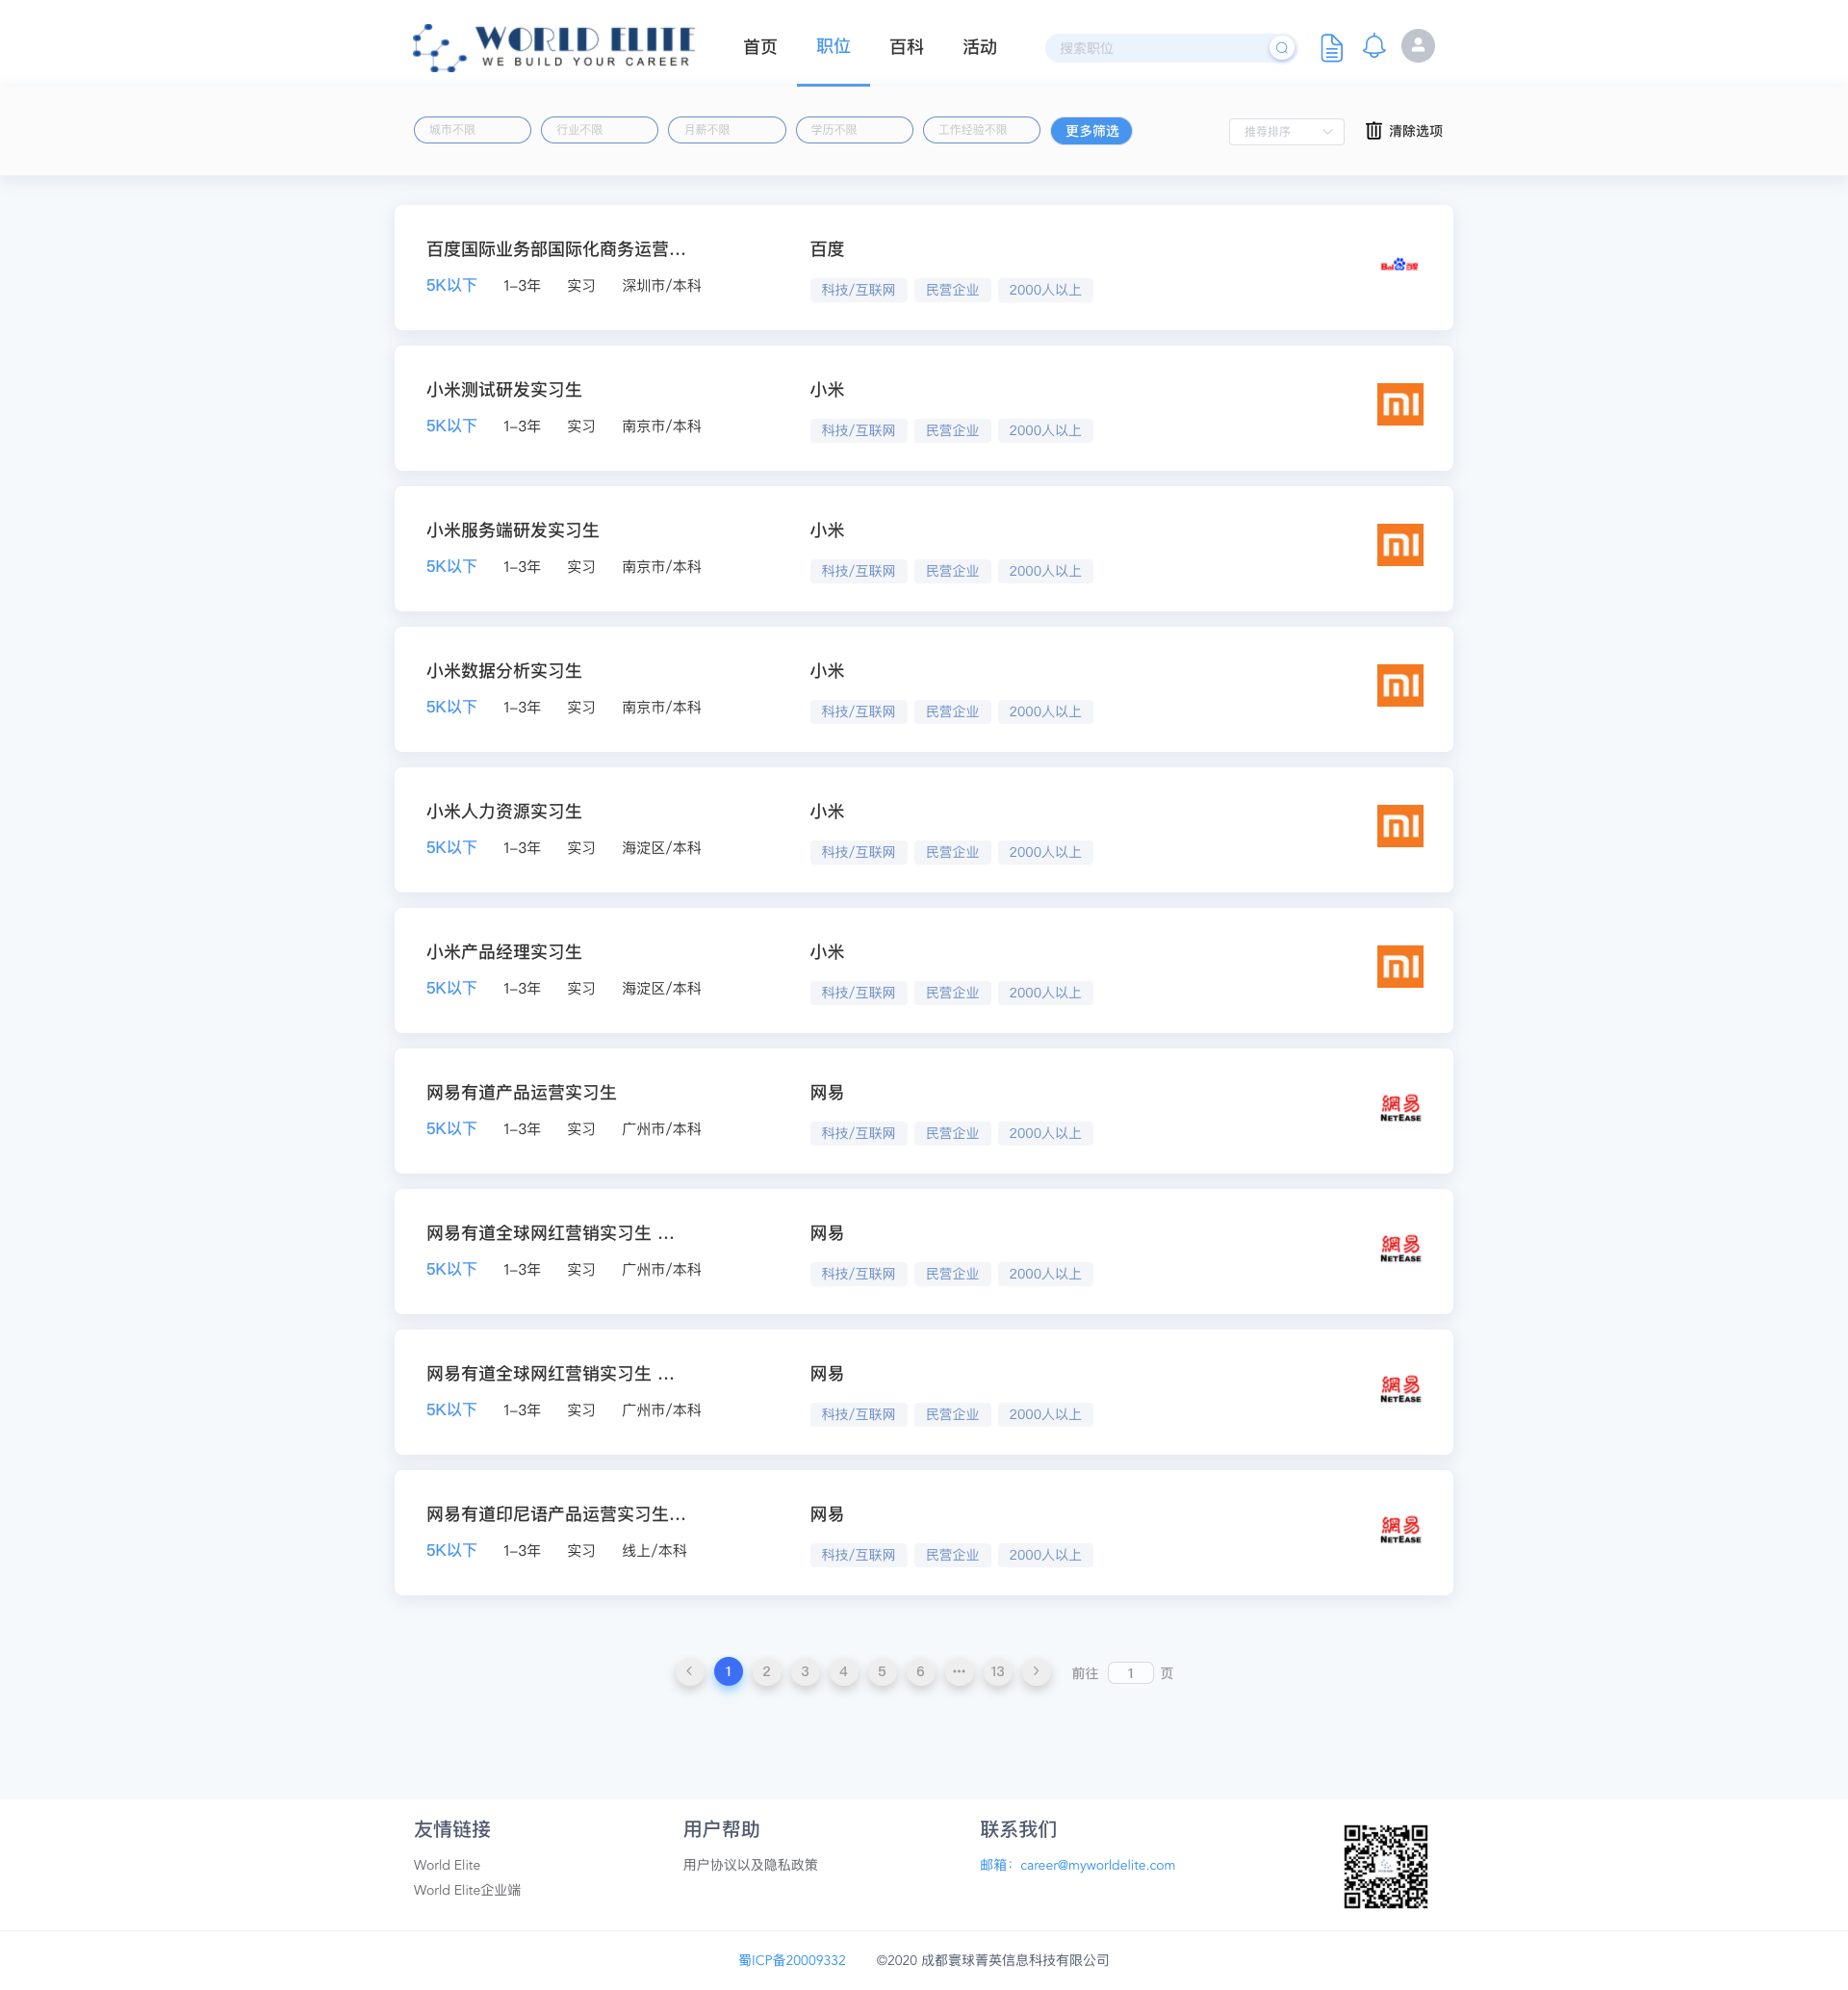 WORLD ELITE
WE BUILD YOUR CAREER
首页 职位 百科 活动 搜索职位
城市不限 行业不限 月薪不限 学历不限 工作经验不限 更多筛选 推荐排序 清除选项
百度国际业务部国际化商务运营... 百度
Bai du 百度
5K以下 1-3年 实习 深圳市/本科 科技/互联网 民营企业 2000人以上
小米测试研发实习生 小米
5K以下 1-3年 实习 南京市/本科 科技/互联网 民营企业 2000人以上
小米服务端研发实习生 小米
5K以下 1-3年 实习 南京市/本科 科技/互联网 民营企业 2000人以上
小米数据分析实习生 小米
5K以下 1-3年 实习 南京市/本科 科技/互联网 民营企业 2000人以上
小米人力资源实习生 小米
5K以下 1-3年 实习 海淀区/本科 科技/互联网 民营企业 2000人以上
小米产品经理实习生 小米
5K以下 1-3年 实习 海淀区/本科 科技/互联网 民营企业 2000人以上
网易有道产品运营实习生 网易
網易
NETEASE
5K以下 1-3年 实习 广州市/本科 科技/互联网 民营企业 2000人以上
网易有道全球网红营销实习生 ... 网易
網易
NETEASE
5K以下 1-3年 实习 广州市/本科 科技/互联网 民营企业 2000人以上
网易有道全球网红营销实习生 ... 网易
網易
NETEASE
5K以下 1-3年 实习 广州市/本科 科技/互联网 民营企业 2000人以上
网易有道印尼语产品运营实习生... 网易
網易
NETEASE
5K以下 1-3年 实习 线上/本科 科技/互联网 民营企业 2000人以上
1 2 3 4 5 6 ... 13 前往 1 页
友情链接 用户帮助 联系我们
World Elite 用户协议以及隐私政策 邮箱：career@myworldelite.com
World Elite企业端
蜀ICP备20009332 ©2020 成都寰球菁英信息科技有限公司